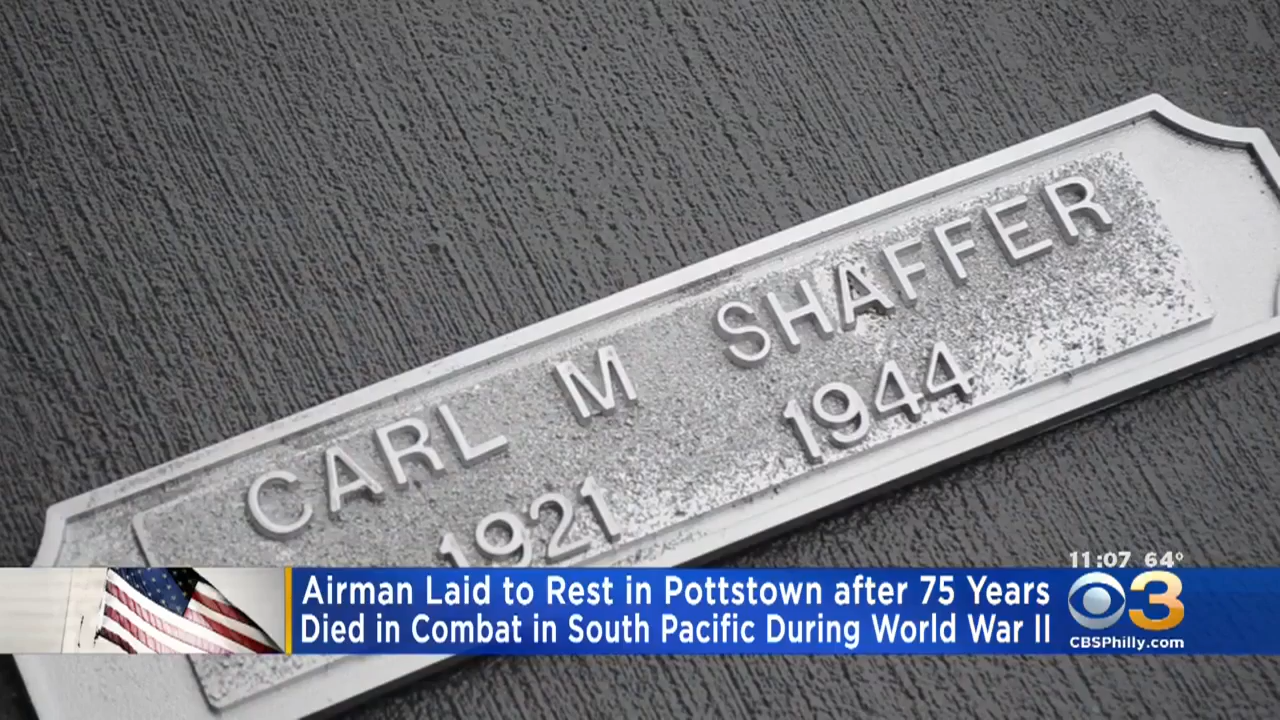 CARL M SHAFFER
1921 1944
11:07 64°
Airman Laid to Rest in Pottstown after 75 Years
Died in Combat in South Pacific During World War II
3
CBSPhilly.com